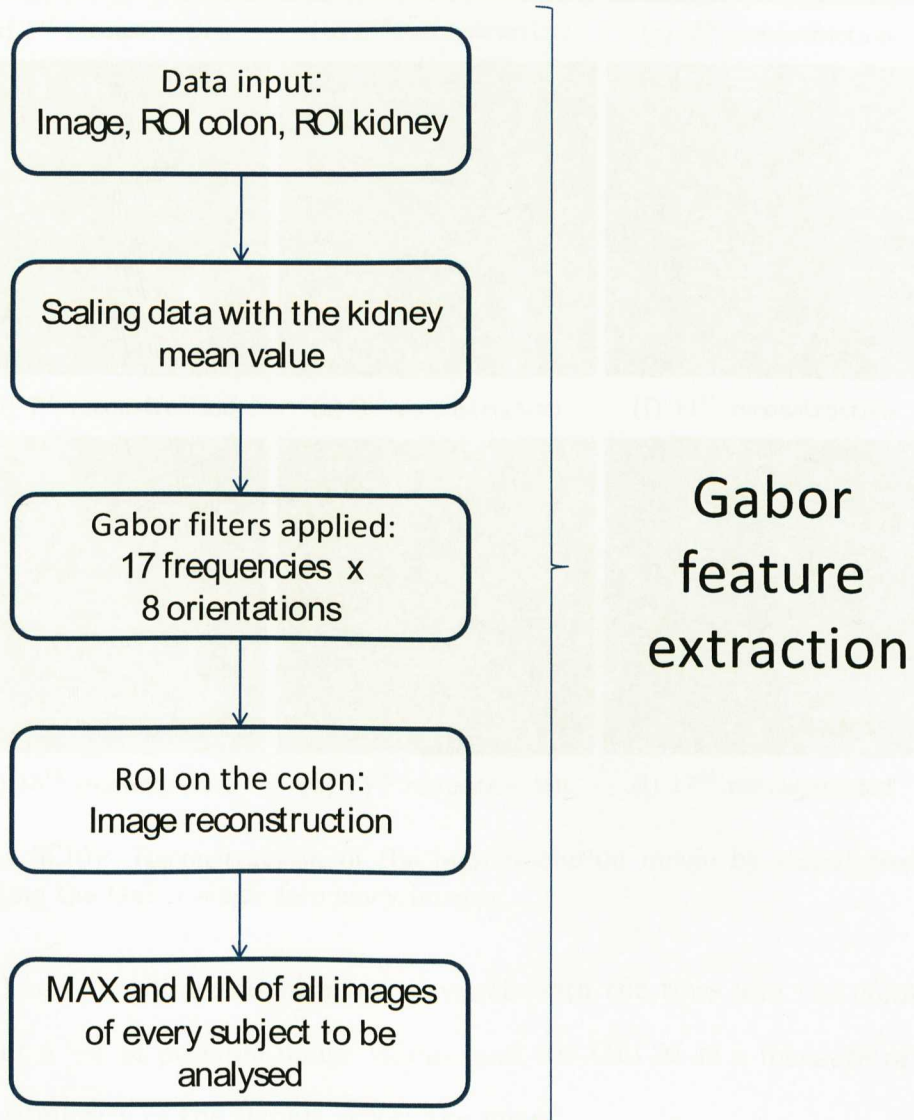 Data input:
Image, ROI colon, ROI kidney
Scaling data with the kidney
mean value
Gabor filters applied:
17 frequencies x
8 orientations
ROI on the colon:
Image reconstruction
MAX and MIN of all images
of every subject to be
analysed
Gabor
feature
extraction